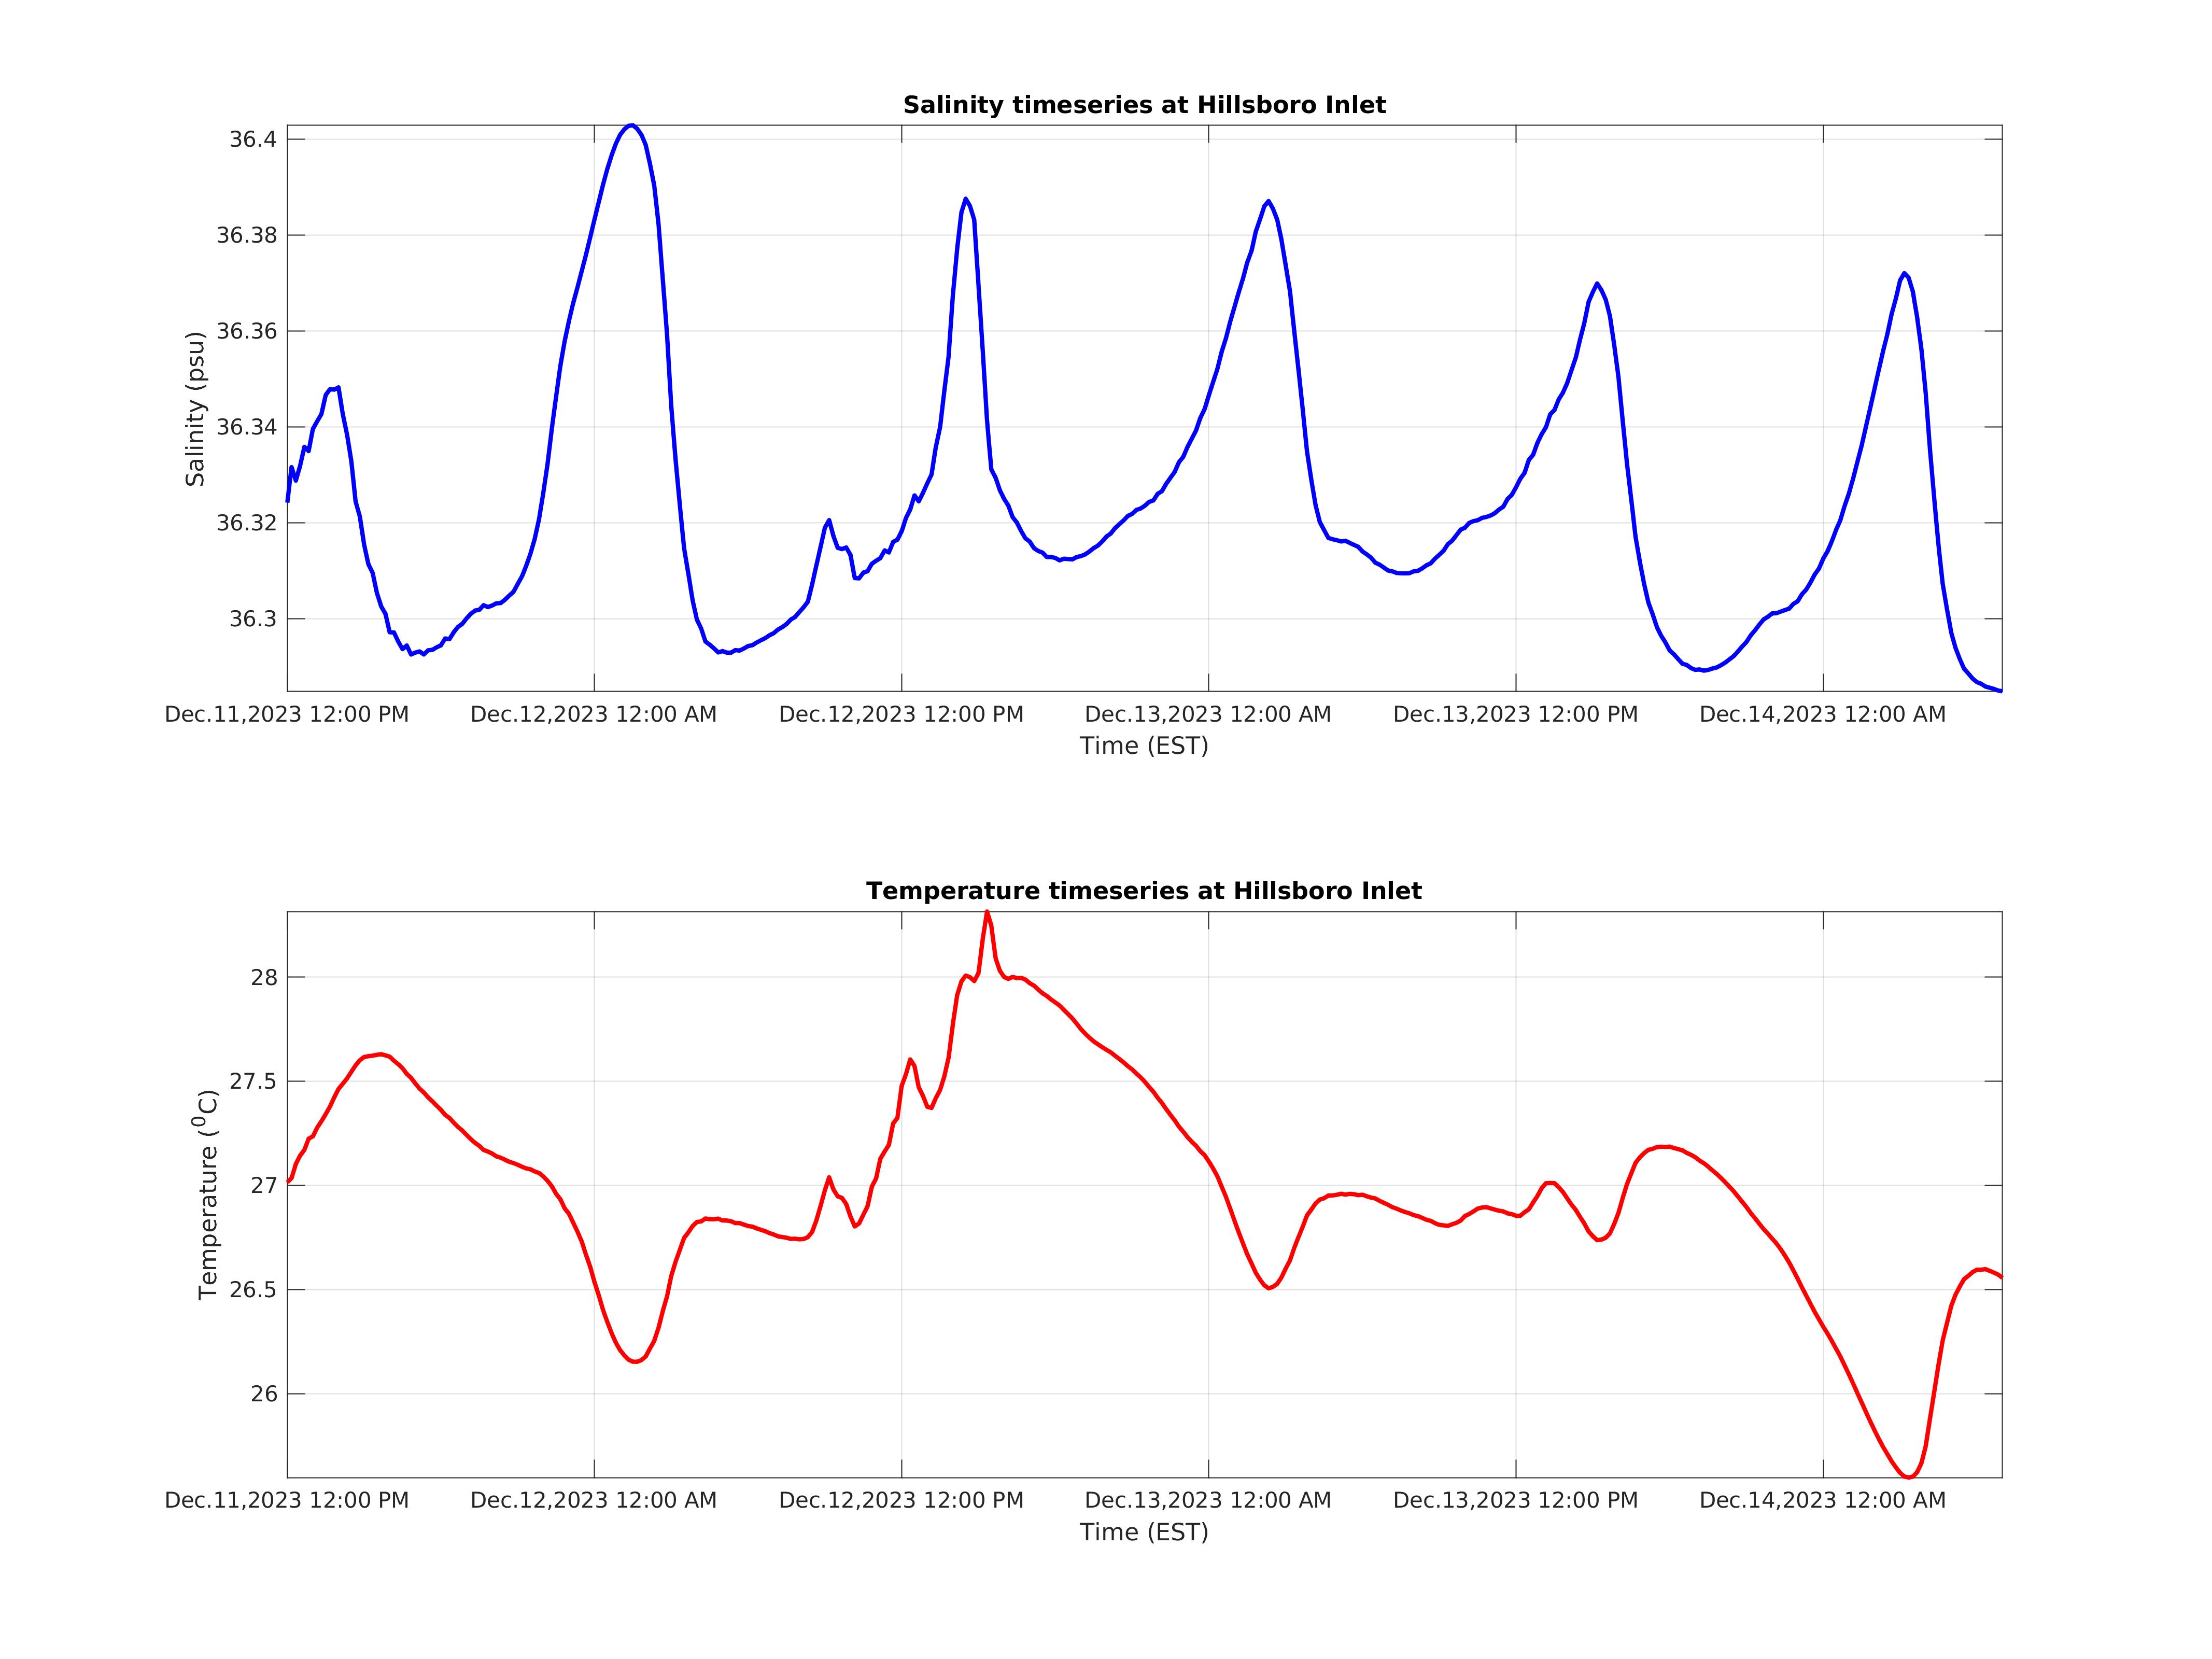 Salinity timeseries at Hillsboro Inlet
36.4
36.38
36.36
36.34
36.32
36.3
Salinity (psu)
Dec.11,2023 12:00 PM Dec.12,2023 12:00 AM Dec.12,2023 12:00 PM Dec.13,2023 12:00 AM Dec.13,2023 12:00 PM Dec.14,2023 12:00 AM
Time (EST)
Temperature timeseries at Hillsboro Inlet
28
27.5
27
26.5
26
Temperature (⁰C)
Dec.11,2023 12:00 PM Dec.12,2023 12:00 AM Dec.12,2023 12:00 PM Dec.13,2023 12:00 AM Dec.13,2023 12:00 PM Dec.14,2023 12:00 AM
Time (EST)